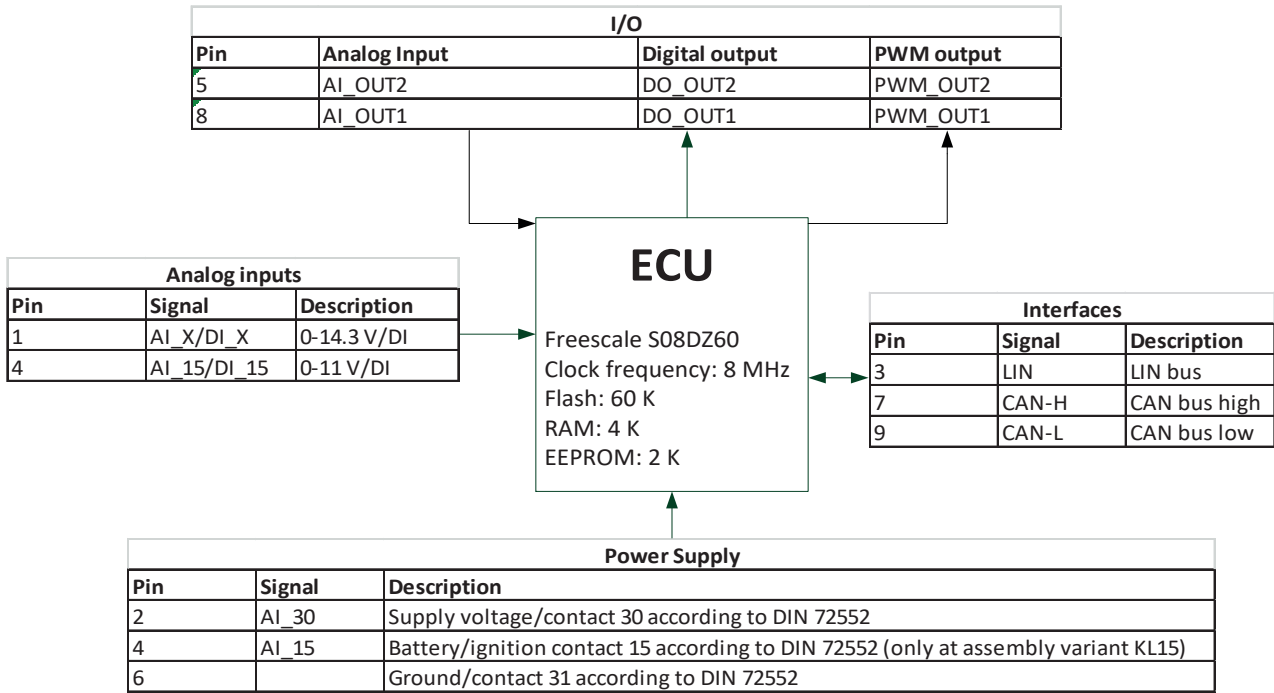 I/O
Pin Analog Input Digital output PWM output
5 AI_OUT2 DO_OUT2 PWM_OUT2
8 AI_OUT1 DO_OUT1 PWM_OUT1
Analog inputs
Pin Signal Description
1 AI_X/DI_X 0-14.3 V/DI
4 AI_15/DI_15 0-11 V/DI
ECU
Freescale S08DZ60
Clock frequency: 8 MHz
Flash: 60 K
RAM: 4 K
EEPROM: 2 K
Interfaces
Pin Signal Description
3 LIN LIN bus
7 CAN-H CAN bus high
9 CAN-L CAN bus low
Power Supply
Pin Signal Description
2 AI_30 Supply voltage/contact 30 according to DIN 72552
4 AI_15 Battery/ignition contact 15 according to DIN 72552 (only at assembly variant KL15)
6 Ground/contact 31 according to DIN 72552